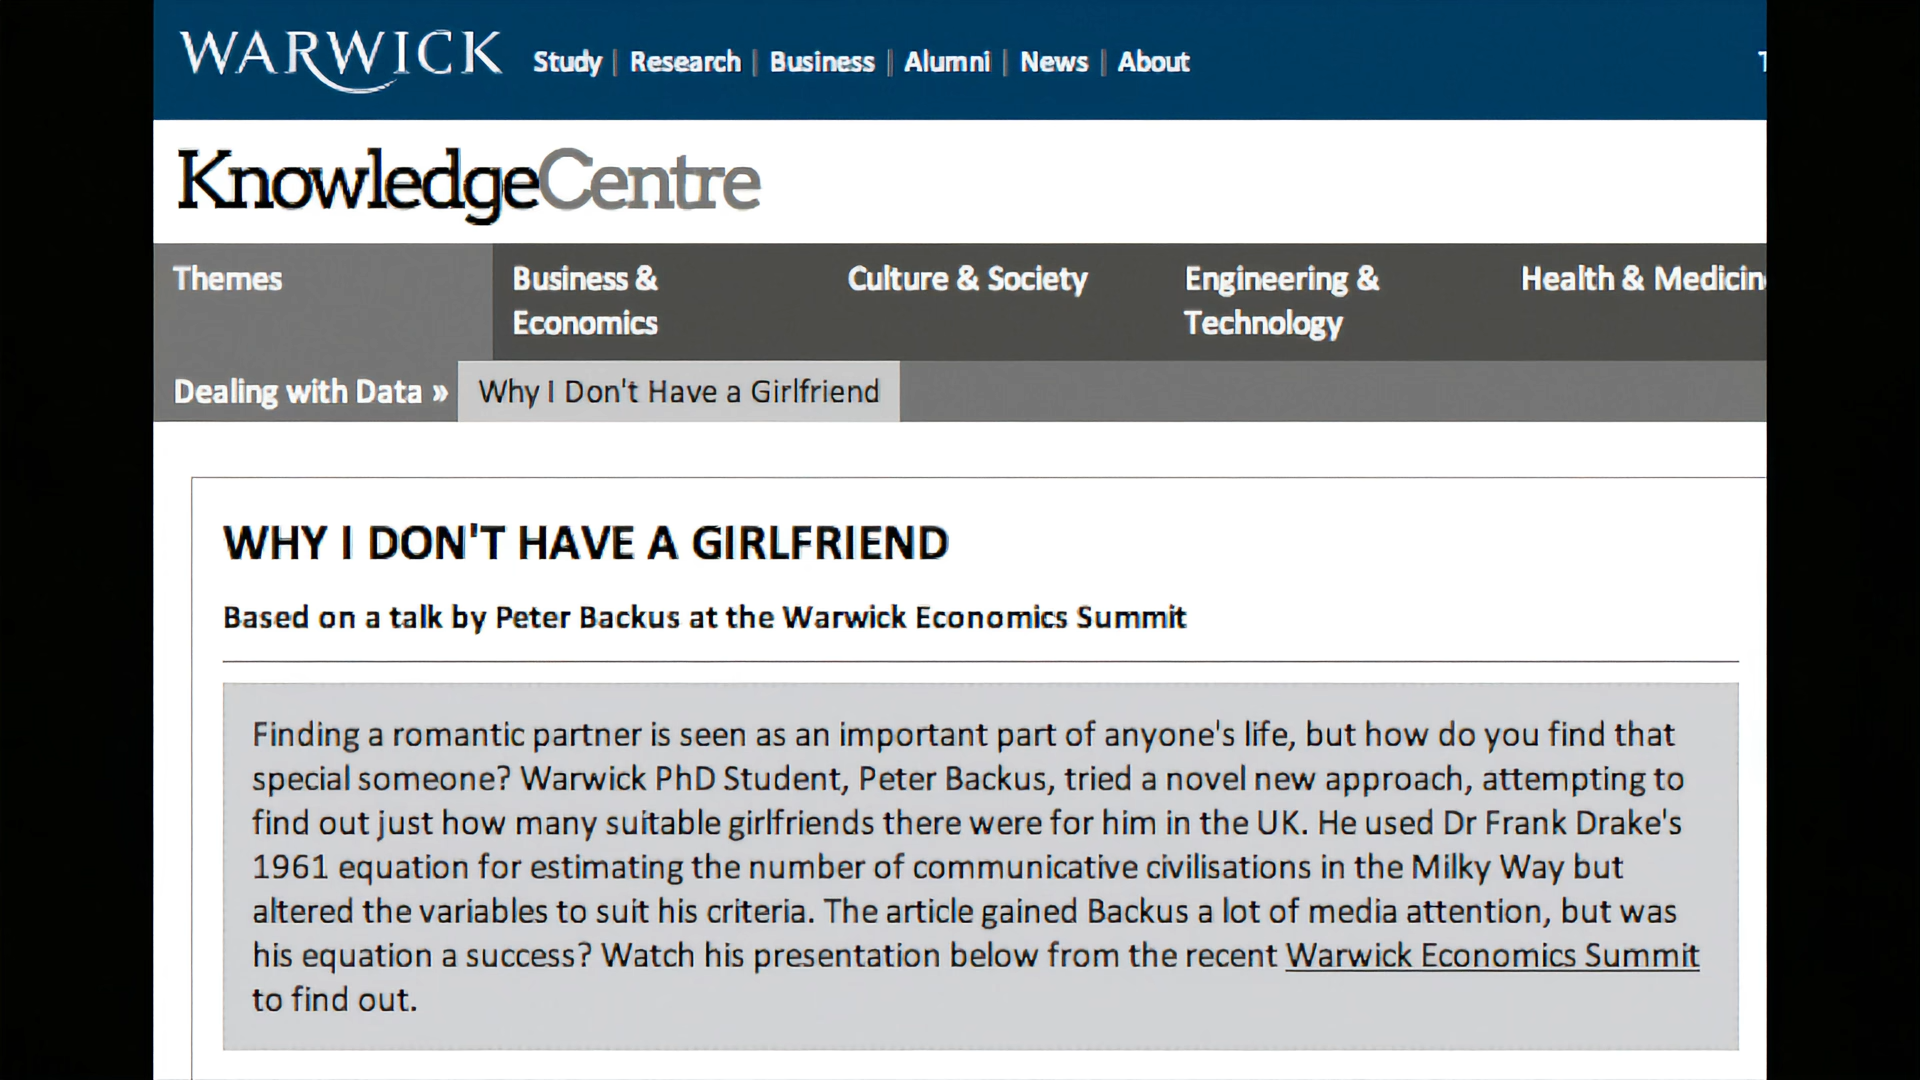 WARWICK Study | Research | Business | Alumni | News | About
KnowledgeCentre
Themes
Business &
Economics
Culture & Society
Engineering &
Technology
Health & Medicin
Dealing with Data » Why I Don't Have a Girlfriend
WHY I DON'T HAVE A GIRLFRIEND
Based on a talk by Peter Backus at the Warwick Economics Summit
Finding a romantic partner is seen as an important part of anyone's life, but how do you find that
special someone? Warwick PhD Student, Peter Backus, tried a novel new approach, attempting to
find out just how many suitable girlfriends there were for him in the UK. He used Dr Frank Drake's
1961 equation for estimating the number of communicative civilisations in the Milky Way but
altered the variables to suit his criteria. The article gained Backus a lot of media attention, but was
his equation a success? Watch his presentation below from the recent Warwick Economics Summit
to find out.